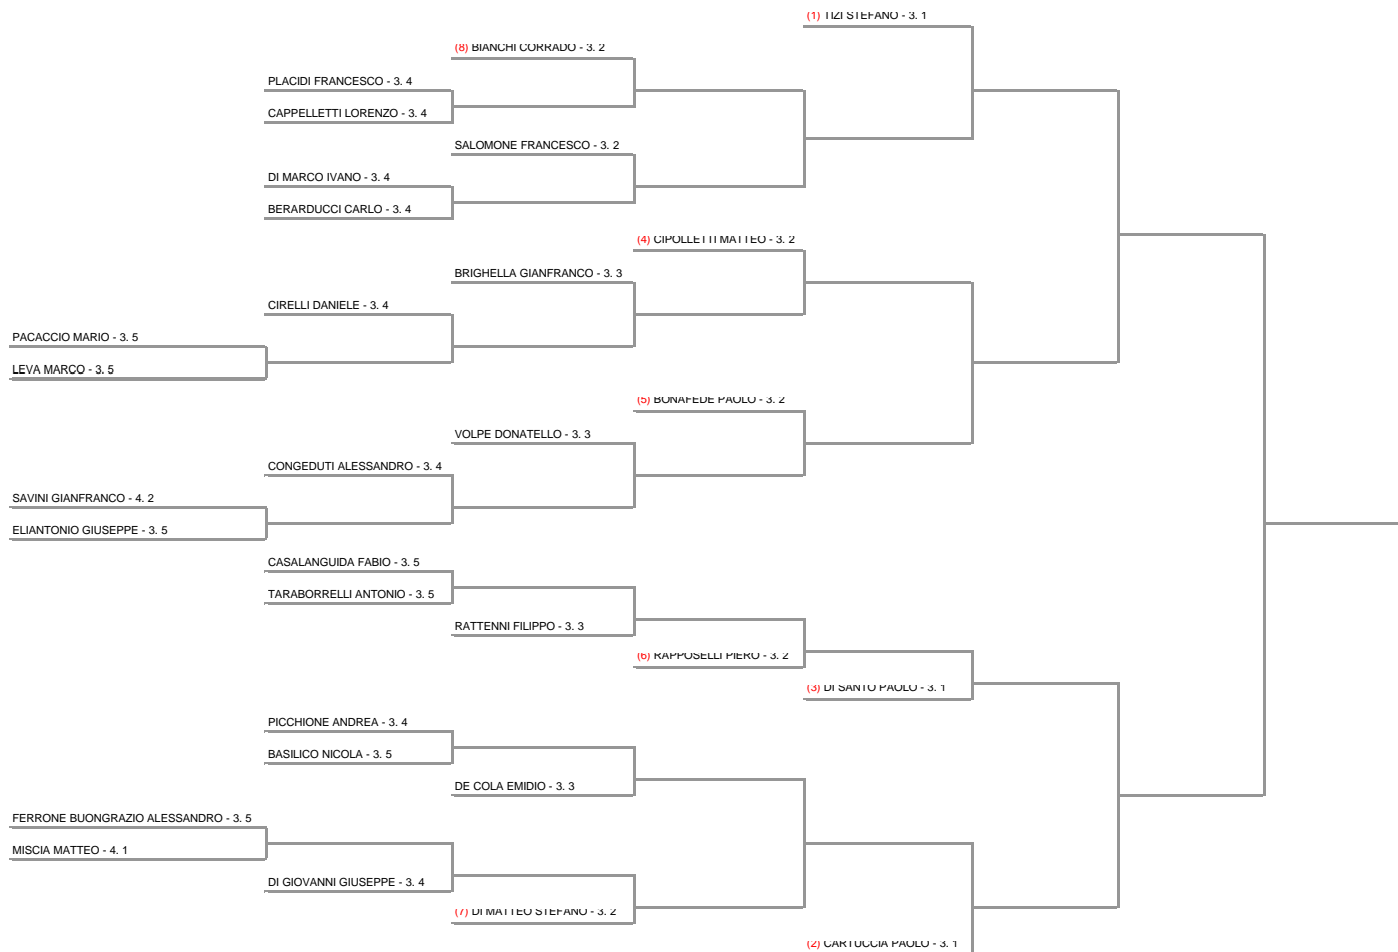 (1) TIZI STEFANO - 3. 1
(8) BIANCHI CORRADO - 3. 2
PLACIDI FRANCESCO - 3. 4
CAPPELLETTI LORENZO - 3. 4
SALOMONE FRANCESCO - 3. 2
DI MARCO IVANO - 3. 4
BERARDUCCI CARLO - 3. 4
(4) CIPOLLETTI MATTEO - 3. 2
BRIGHELLA GIANFRANCO - 3. 3
CIRELLI DANIELE - 3. 4
PACACCIO MARIO - 3. 5
LEVA MARCO - 3. 5
(5) BONAFEDE PAOLO - 3. 2
VOLPE DONATELLO - 3. 3
CONGEDUTI ALESSANDRO - 3. 4
SAVINI GIANFRANCO - 4. 2
ELIANTONIO GIUSEPPE - 3. 5
CASALANGUIDA FABIO - 3. 5
TARABORRELLI ANTONIO - 3. 5
RATTENNI FILIPPO - 3. 3
(6) RAPPOSELLI PIERO - 3. 2
(3) DI SANTO PAOLO - 3. 1
PICCHIONE ANDREA - 3. 4
BASILICO NICOLA - 3. 5
DE COLA EMIDIO - 3. 3
FERRONE BUONGRAZIO ALESSANDRO - 3. 5
MISCIA MATTEO - 4. 1
DI GIOVANNI GIUSEPPE - 3. 4
(7) DI MATTEO STEFANO - 3. 2
(2) CARTUCCIA PAOLO - 3. 1